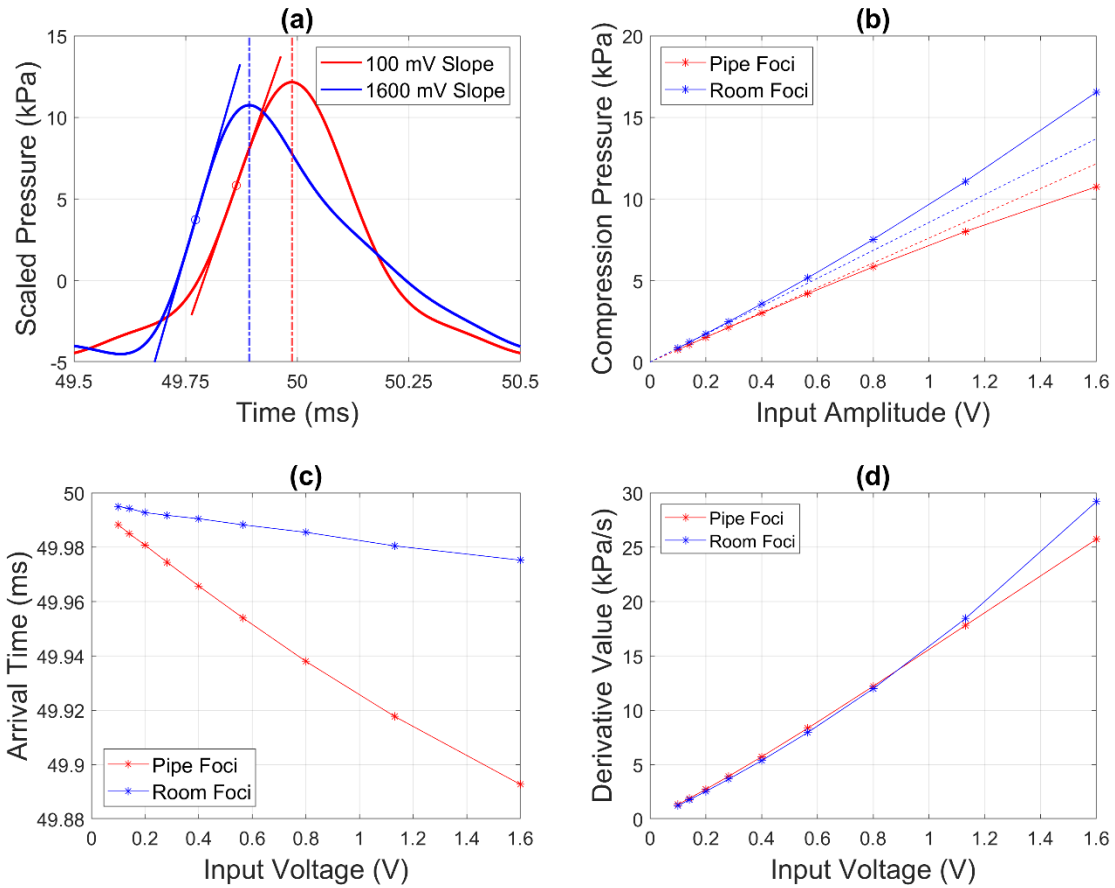 (a)
Scaled Pressure (kPa)
15
10
5
0
-5
100 mV Slope
1600 mV Slope
49.5
49.75
50
50.25
50.5
Time (ms)
(b)
Compression Pressure (kPa)
20
15
10
5
0
Pipe Foci
Room Foci
0
0.2
0.4
0.6
0.8
1
1.2
1.4
1.6
Input Amplitude (V)
(c)
Arrival Time (ms)
50
49.98
49.96
49.94
49.92
49.9
49.88
Pipe Foci
Room Foci
0
0.2
0.4
0.6
0.8
1
1.2
1.4
1.6
Input Voltage (V)
(d)
Derivative Value (kPa/s)
30
25
20
15
10
5
0
Pipe Foci
Room Foci
0
0.2
0.4
0.6
0.8
1
1.2
1.4
1.6
Input Voltage (V)